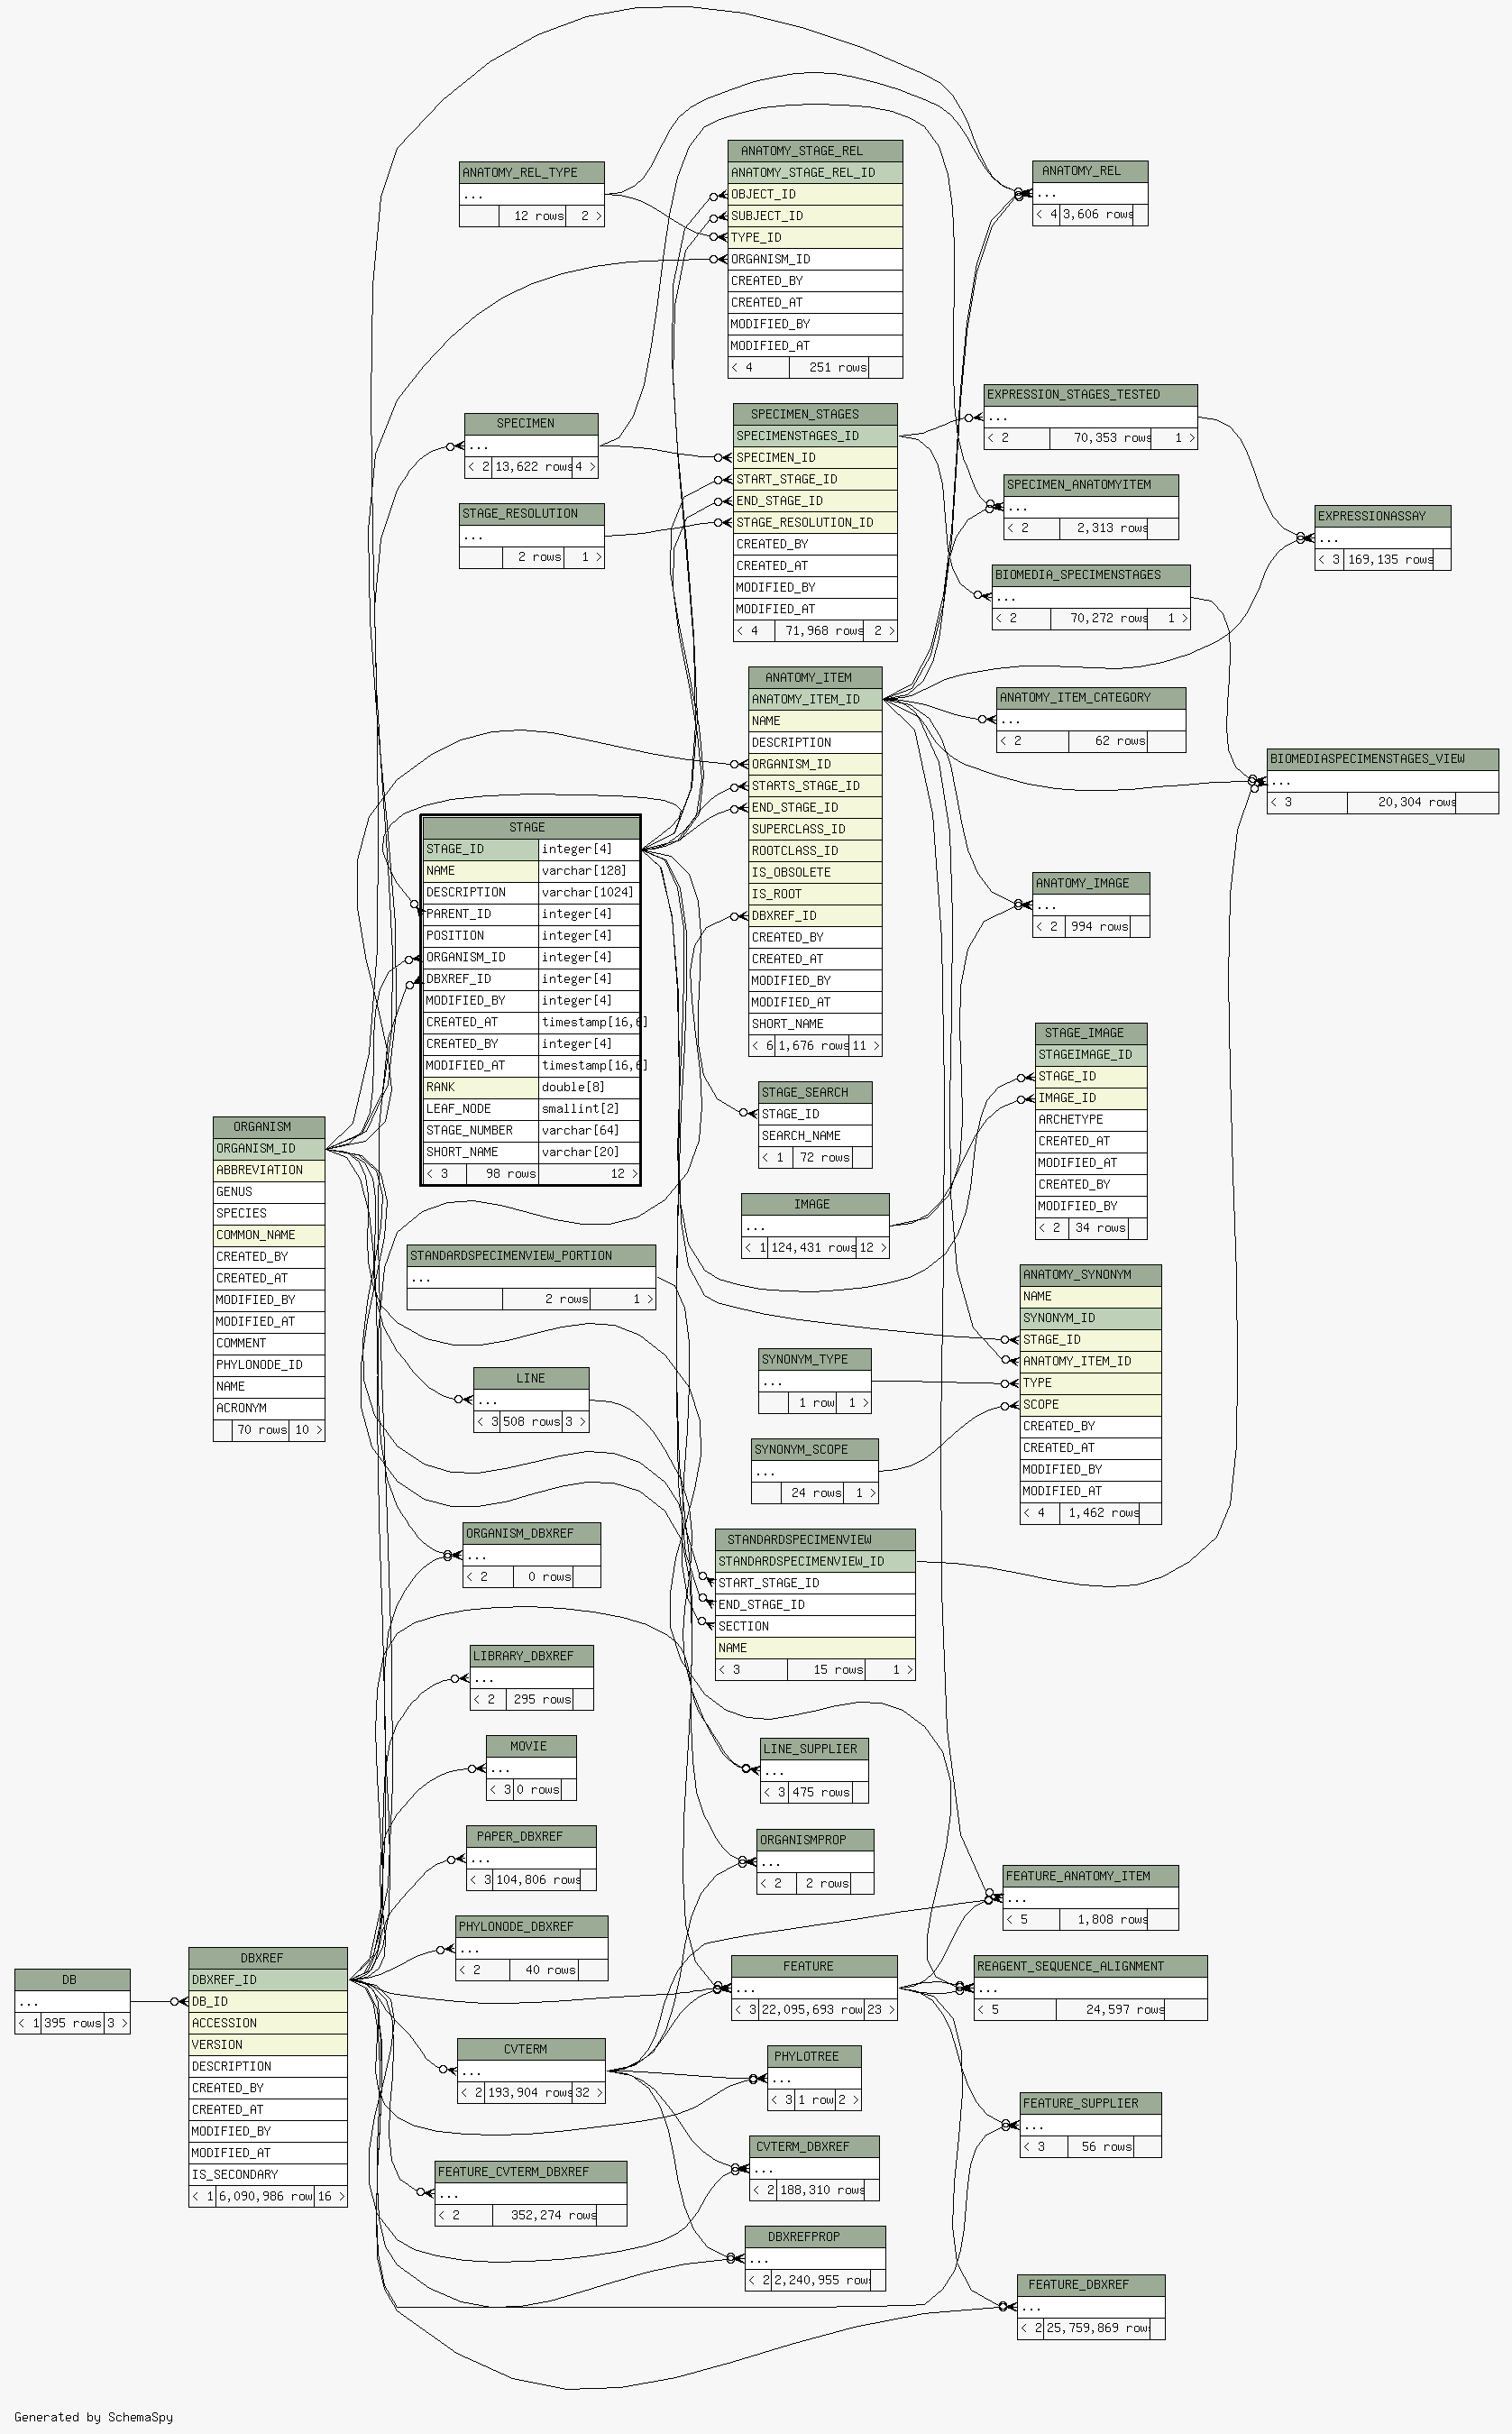 ANATOMY_REL_TYPE
...
12 rows 2 >
ANATOMY_STAGE_REL
ANATOMY_STAGE_REL_ID
OBJECT_ID
SUBJECT_ID
TYPE_ID
ORGANISM_ID
CREATED_BY
CREATED_AT
MODIFIED_BY
MODIFIED_AT
< 4 251 rows
ANATOMY_REL
...
< 4 3,606 rows
SPECIMEN
...
< 2 13,622 rows 4 >
STAGE_RESOLUTION
...
2 rows 1 >
SPECIMEN_STAGES
SPECIMENSTAGES_ID
SPECIMEN_ID
START_STAGE_ID
END_STAGE_ID
STAGE_RESOLUTION_ID
CREATED_BY
CREATED_AT
MODIFIED_BY
MODIFIED_AT
< 4 71,968 rows 2 >
EXPRESSION_STAGES_TESTED
...
< 2 70,353 rows 1 >
SPECIMEN_ANATOMYITEM
...
< 2 2,313 rows
EXPRESSIONASSAY
...
< 3 169,135 rows
BIOMEDIA_SPECIMENSTAGES
...
< 2 70,272 rows 1 >
ANATOMY_ITEM
ANATOMY_ITEM_ID
NAME
DESCRIPTION
ORGANISM_ID
STARTS_STAGE_ID
END_STAGE_ID
SUPERCLASS_ID
ROOTCLASS_ID
IS_OBSOLETE
IS_ROOT
DBXREF_ID
CREATED_BY
CREATED_AT
MODIFIED_BY
MODIFIED_AT
SHORT_NAME
< 6 1,676 rows 11 >
ANATOMY_ITEM_CATEGORY
...
< 2 62 rows
BIOMEDIASPECIMENSTAGES_VIEW
...
< 3 20,304 rows
STAGE
STAGE_ID integer[4]
NAME varchar[128]
DESCRIPTION varchar[1024]
PARENT_ID integer[4]
POSITION integer[4]
ORGANISM_ID integer[4]
DBXREF_ID integer[4]
MODIFIED_BY integer[4]
CREATED_AT timestamp[16,6]
CREATED_BY integer[4]
MODIFIED_AT timestamp[16,6]
RANK double[8]
LEAF_NODE smallint[2]
STAGE_NUMBER varchar[64]
SHORT_NAME varchar[20]
< 3 98 rows 12 >
ANATOMY_IMAGE
...
< 2 994 rows
STAGE_IMAGE
STAGEIMAGE_ID
STAGE_ID
IMAGE_ID
ARCHETYPE
CREATED_AT
MODIFIED_AT
CREATED_BY
MODIFIED_BY
< 2 34 rows
STAGE_SEARCH
STAGE_ID
SEARCH_NAME
< 1 72 rows
ORGANISM
ORGANISM_ID
ABBREVIATION
GENUS
SPECIES
COMMON_NAME
CREATED_BY
CREATED_AT
MODIFIED_BY
MODIFIED_AT
COMMENT
PHYLONODE_ID
NAME
ACRONYM
70 rows 10 >
IMAGE
...
< 1 124,431 rows 12 >
STANDARDSPECIMENVIEW_PORTION
...
2 rows 1 >
ANATOMY_SYNONYM
NAME
SYNONYM_ID
STAGE_ID
ANATOMY_ITEM_ID
TYPE
SCOPE
CREATED_BY
CREATED_AT
MODIFIED_BY
MODIFIED_AT
< 4 1,462 rows
SYNONYM_TYPE
...
1 row 1 >
LINE
...
< 3 508 rows 3 >
SYNONYM_SCOPE
...
24 rows 1 >
ORGANISM_DBXREF
...
< 2 0 rows
STANDARDSPECIMENVIEW
STANDARDSPECIMENVIEW_ID
START_STAGE_ID
END_STAGE_ID
SECTION
NAME
< 3 15 rows 1 >
LIBRARY_DBXREF
...
< 2 295 rows
MOVIE
...
< 3 0 rows
LINE_SUPPLIER
...
< 3 475 rows
PAPER_DBXREF
...
< 3 104,806 rows
ORGANISMPROP
...
< 2 2 rows
FEATURE_ANATOMY_ITEM
...
< 5 1,808 rows
PHYLONODE_DBXREF
...
< 2 40 rows
DB
...
< 1 395 rows 3 >
DBXREF
DBXREF_ID
DB_ID
ACCESSION
VERSION
DESCRIPTION
CREATED_BY
CREATED_AT
MODIFIED_BY
MODIFIED_AT
IS_SECONDARY
< 1 6,090,986 row 16 >
FEATURE
...
< 3 22,095,693 row 23 >
REAGENT_SEQUENCE_ALIGNMENT
...
< 5 24,597 rows
CVTERM
...
< 2 193,904 rows 32 >
PHYLOTREE
...
< 3 1 row 2 >
FEATURE_SUPPLIER
...
< 3 56 rows
CVTERM_DBXREF
...
< 2 188,310 rows
FEATURE_CVTERM_DBXREF
...
< 2 352,274 rows
DBXREFPROP
...
< 2 2,240,955 row
FEATURE_DBXREF
...
< 2 25,759,869 row
Generated by SchemaSpy